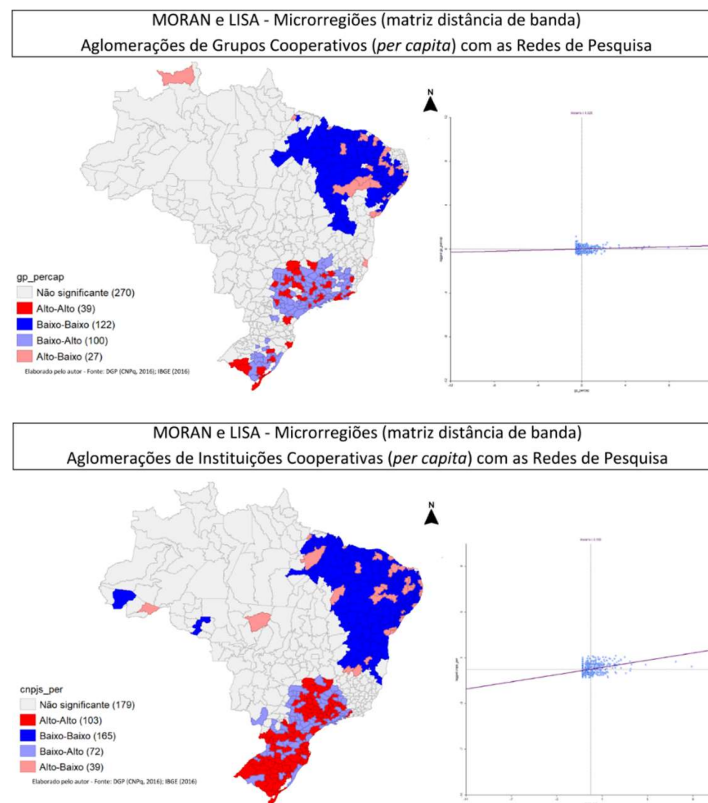 MORAN e LISA - Microrregiões (matriz distância de banda)
Aglomerações de Grupos Cooperativos (per capita) com as Redes de Pesquisa
N
gp_percap
Não significante (270)
Alto-Alto (39)
Baixo-Baixo (122)
Baixo-Alto (100)
Alto-Baixo (27)
Elaborado pelo autor - Fonte: DGP (CNPq, 2016); IBGE (2016)
MORAN e LISA - Microrregiões (matriz distância de banda)
Aglomerações de Instituições Cooperativas (per capita) com as Redes de Pesquisa
N
cnpjs_per
Não significante (179)
Alto-Alto (103)
Baixo-Baixo (165)
Baixo-Alto (72)
Alto-Baixo (39)
Elaborado pelo autor - Fonte: DGP (CNPq, 2016); IBGE (2016)